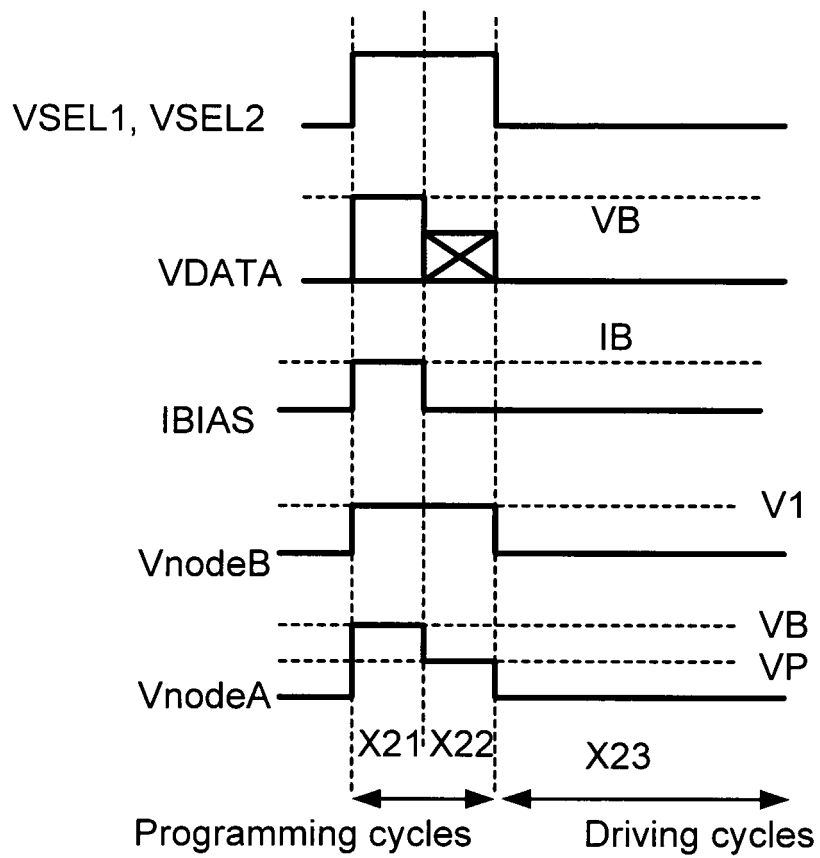 VSEL1, VSEL2
VB
VDATA
IB
IBIAS
V1
VnodeB
VB
VP
VnodeA
X21 X22 X23
Programming cycles Driving cycles